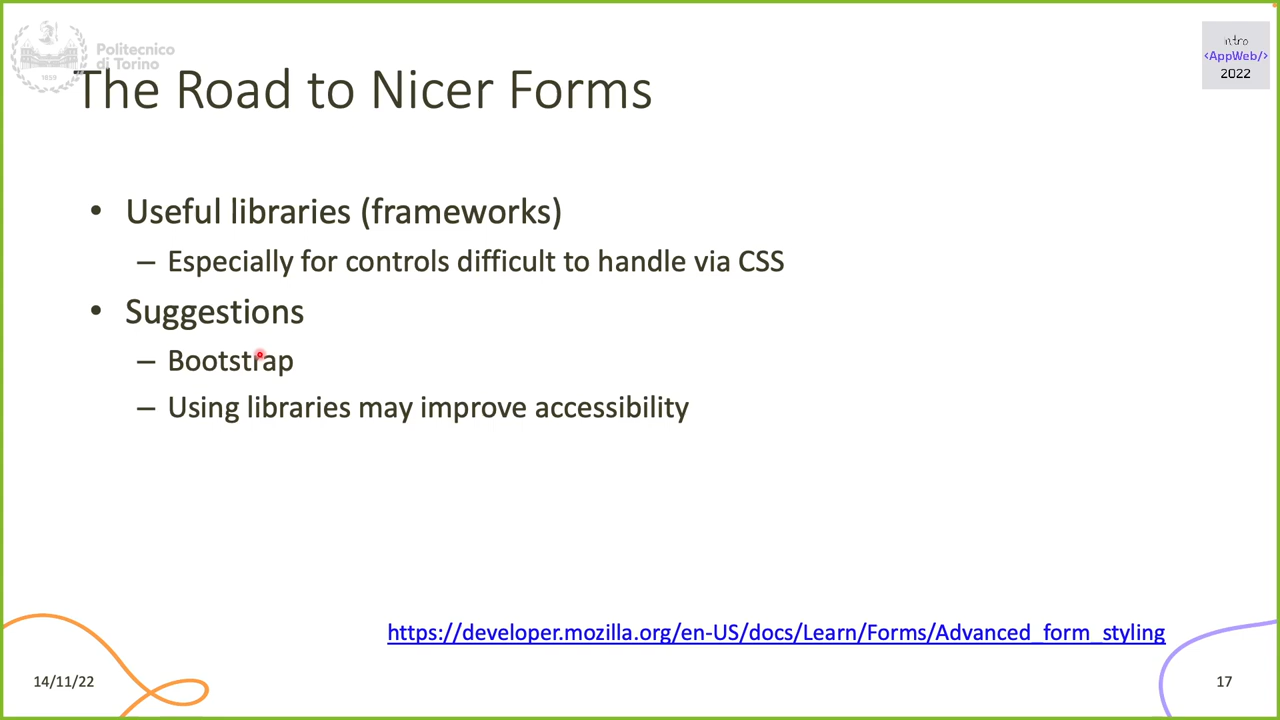 Politecnico
di Torino
1859
intro
<AppWeb/>
2022
The Road to Nicer Forms
• Useful libraries (frameworks)
– Especially for controls difficult to handle via CSS
• Suggestions
– Bootstrap
– Using libraries may improve accessibility
https://developer.mozilla.org/en-US/docs/Learn/Forms/Advanced_form_styling
14/11/22
17